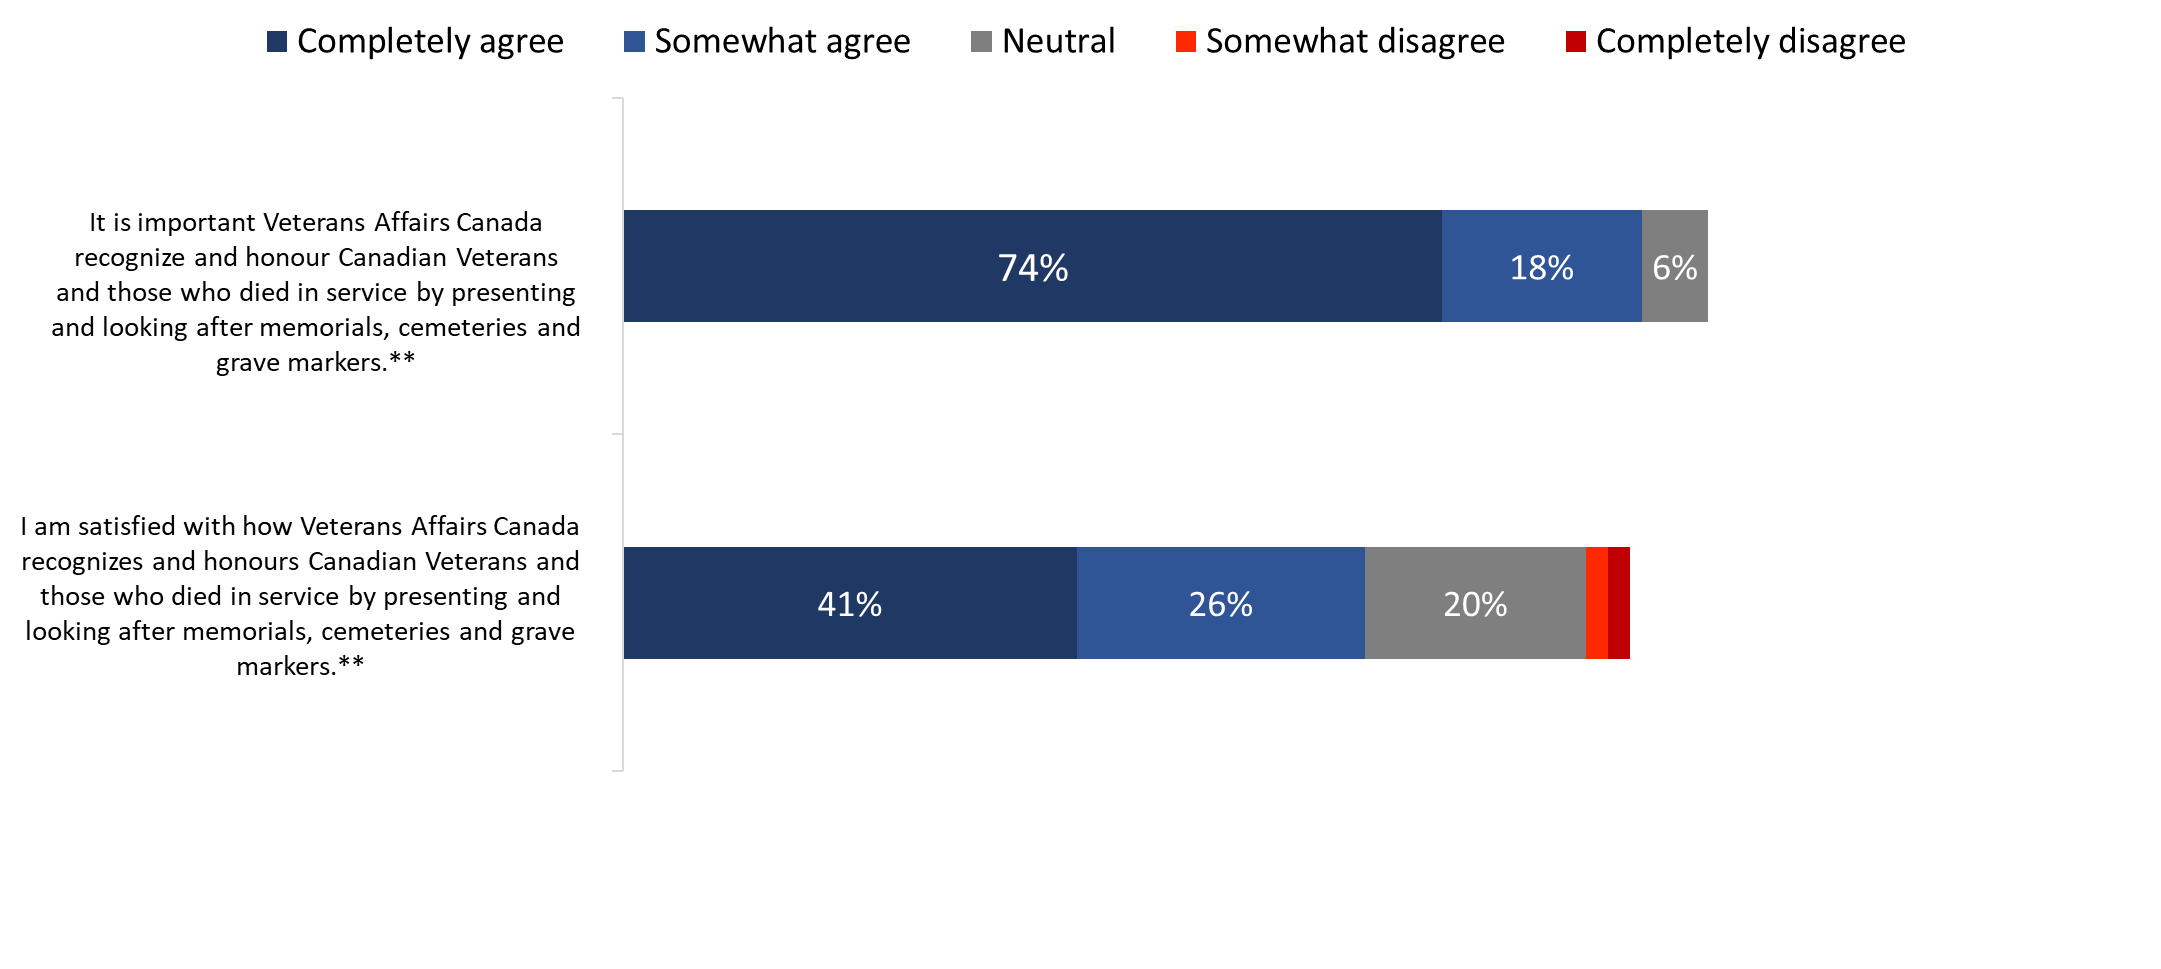 Completely agree Somewhat agree Neutral Somewhat disagree Completely disagree
It is important Veterans Affairs Canada
recognize and honour Canadian Veterans
and those who died in service by presenting
and looking after memorials, cemeteries and
grave markers.**
74% 18% 6%
I am satisfied with how Veterans Affairs Canada
recognizes and honours Canadian Veterans and
those who died in service by presenting and
looking after memorials, cemeteries and grave
markers.**
41% 26% 20%